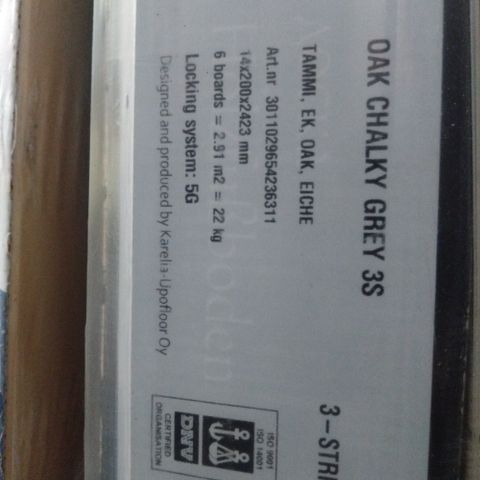 OAK CHALKY GREY 3S
TAMMI, EK, OAK, EICHE
Art.nr 3011029654236311
14x200x2423 mm
6 boards = 2.91 m2 = 22 kg
Locking system: 5G
Designed and produced by Karelia-Upofloor Oy
3-STRI
ISO 9001
ISO 14001
DNV
CERTIFIED
ORGANISATION